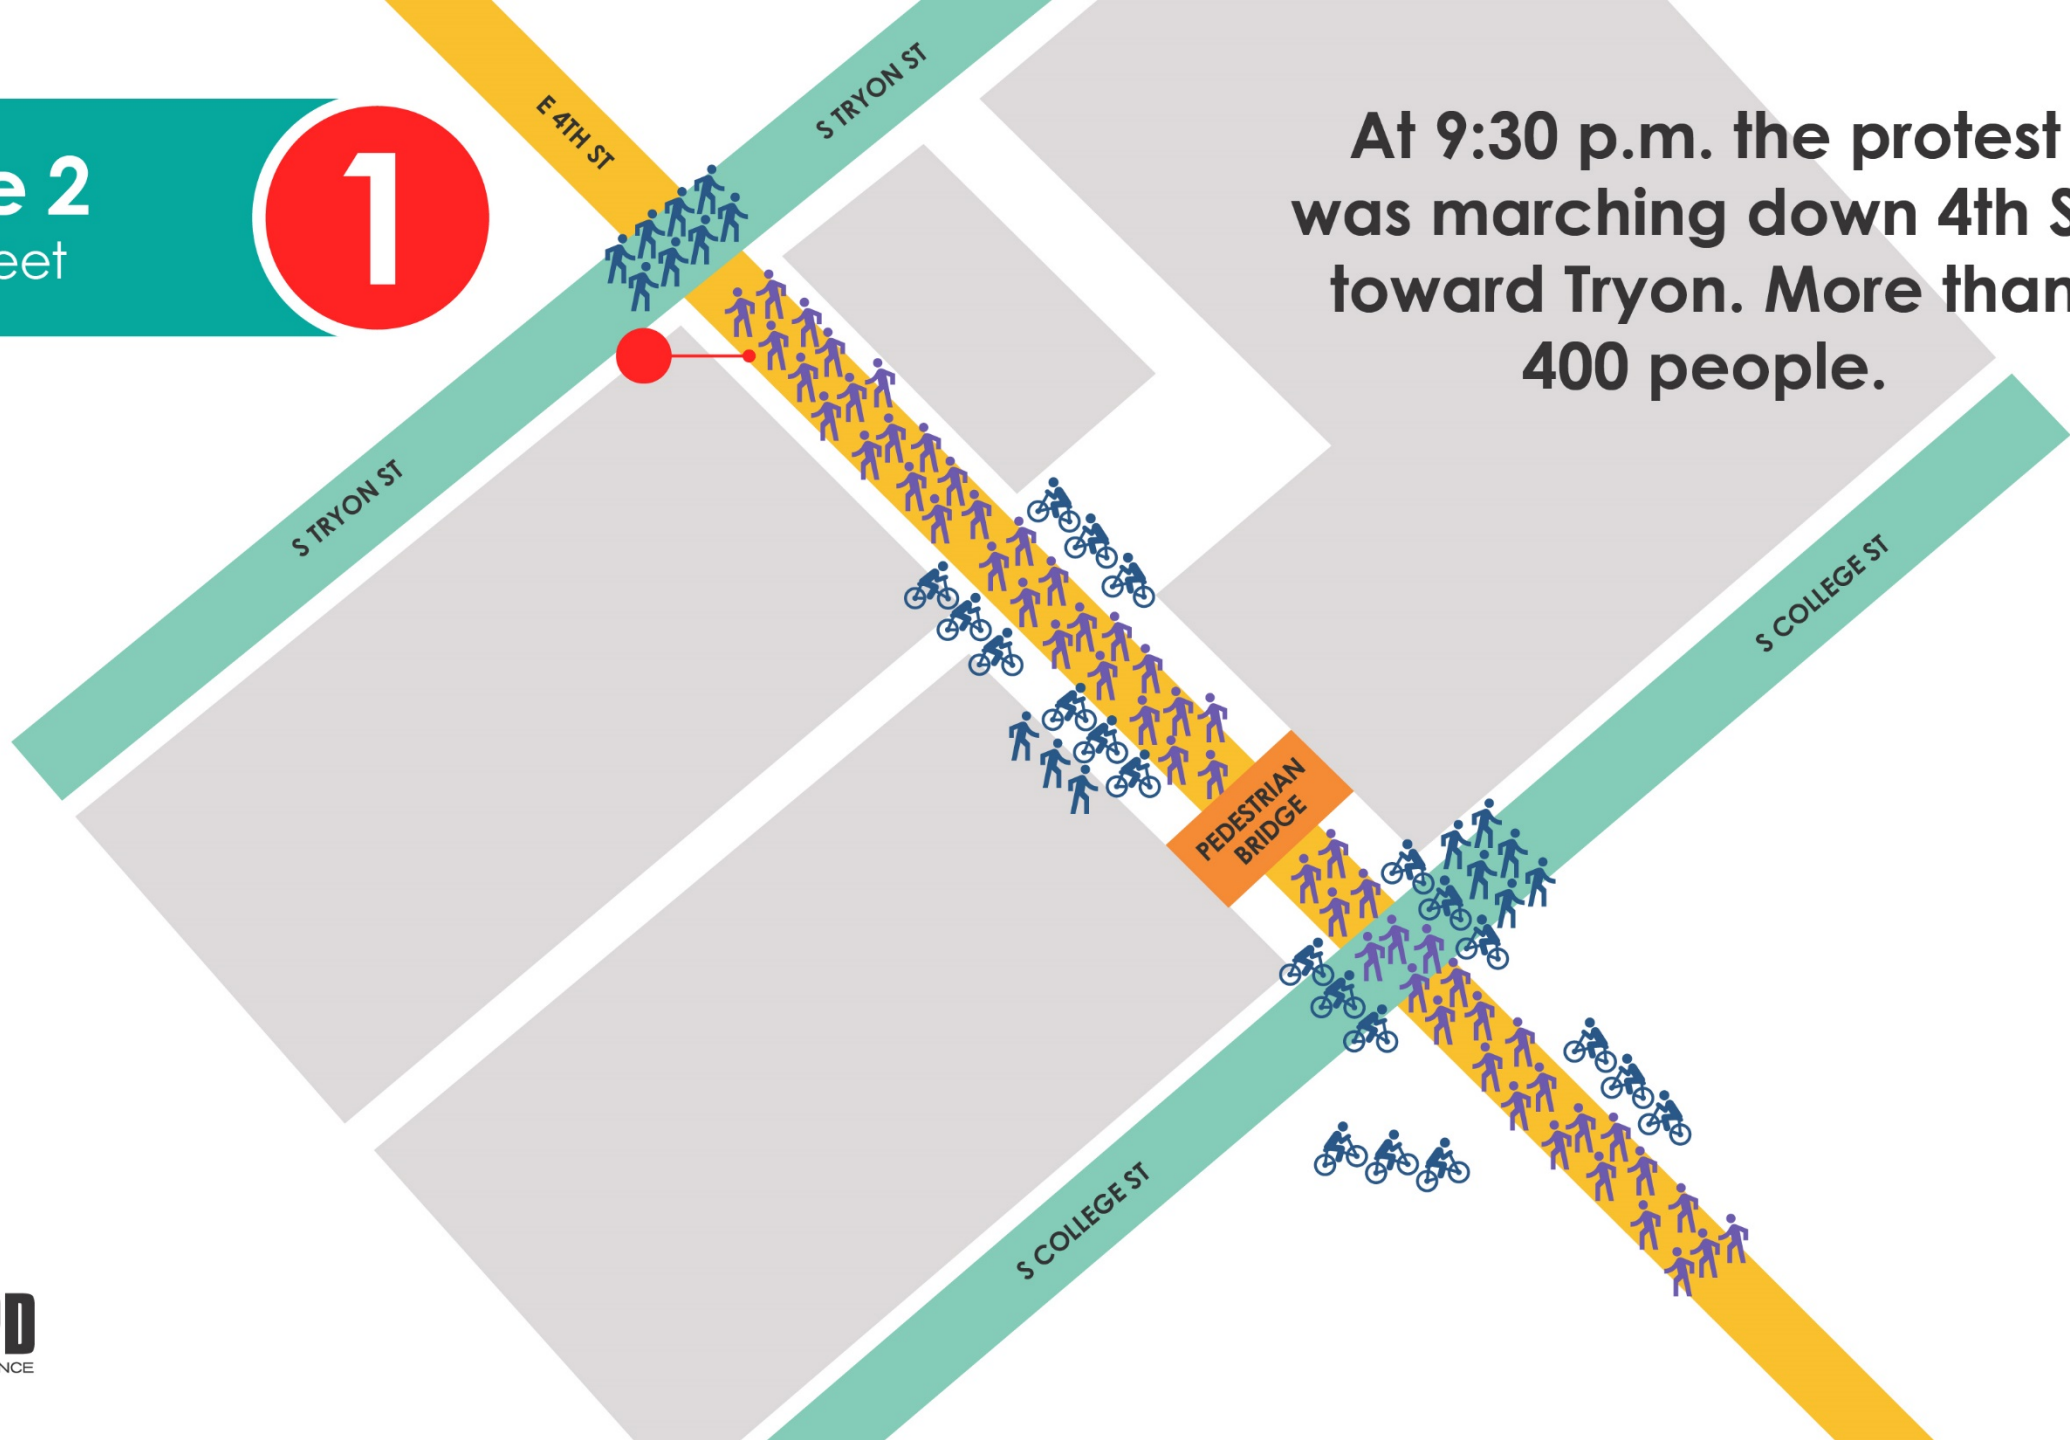 E 4TH ST
S TRYON ST
At 9:30 p.m. the protest
was marching down 4th S
toward Tryon. More than
400 people.
e 2
eet
1
S TRYON ST
S COLLEGE ST
PEDESTRIAN
BRIDGE
S COLLEGE ST
D
NCE